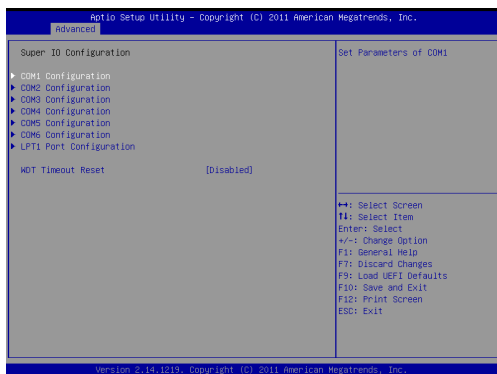 Aptio Setup Utility - Copyright (C) 2011 American Megatrends, Inc.
Advanced
Super IO Configuration
COM1 Configuration
COM2 Configuration
COM3 Configuration
COM4 Configuration
COM5 Configuration
COM6 Configuration
LPT1 Port Configuration
WDT Timeout Reset [Disabled]
Set Parameters of COM1
↔: Select Screen
↑↓: Select Item
Enter: Select
+/-: Change Option
F1: General Help
F7: Discard Changes
F9: Load UEFI Defaults
F10: Save and Exit
F12: Print Screen
ESC: Exit
Version 2.14.1219. Copyright (C) 2011 American Megatrends, Inc.